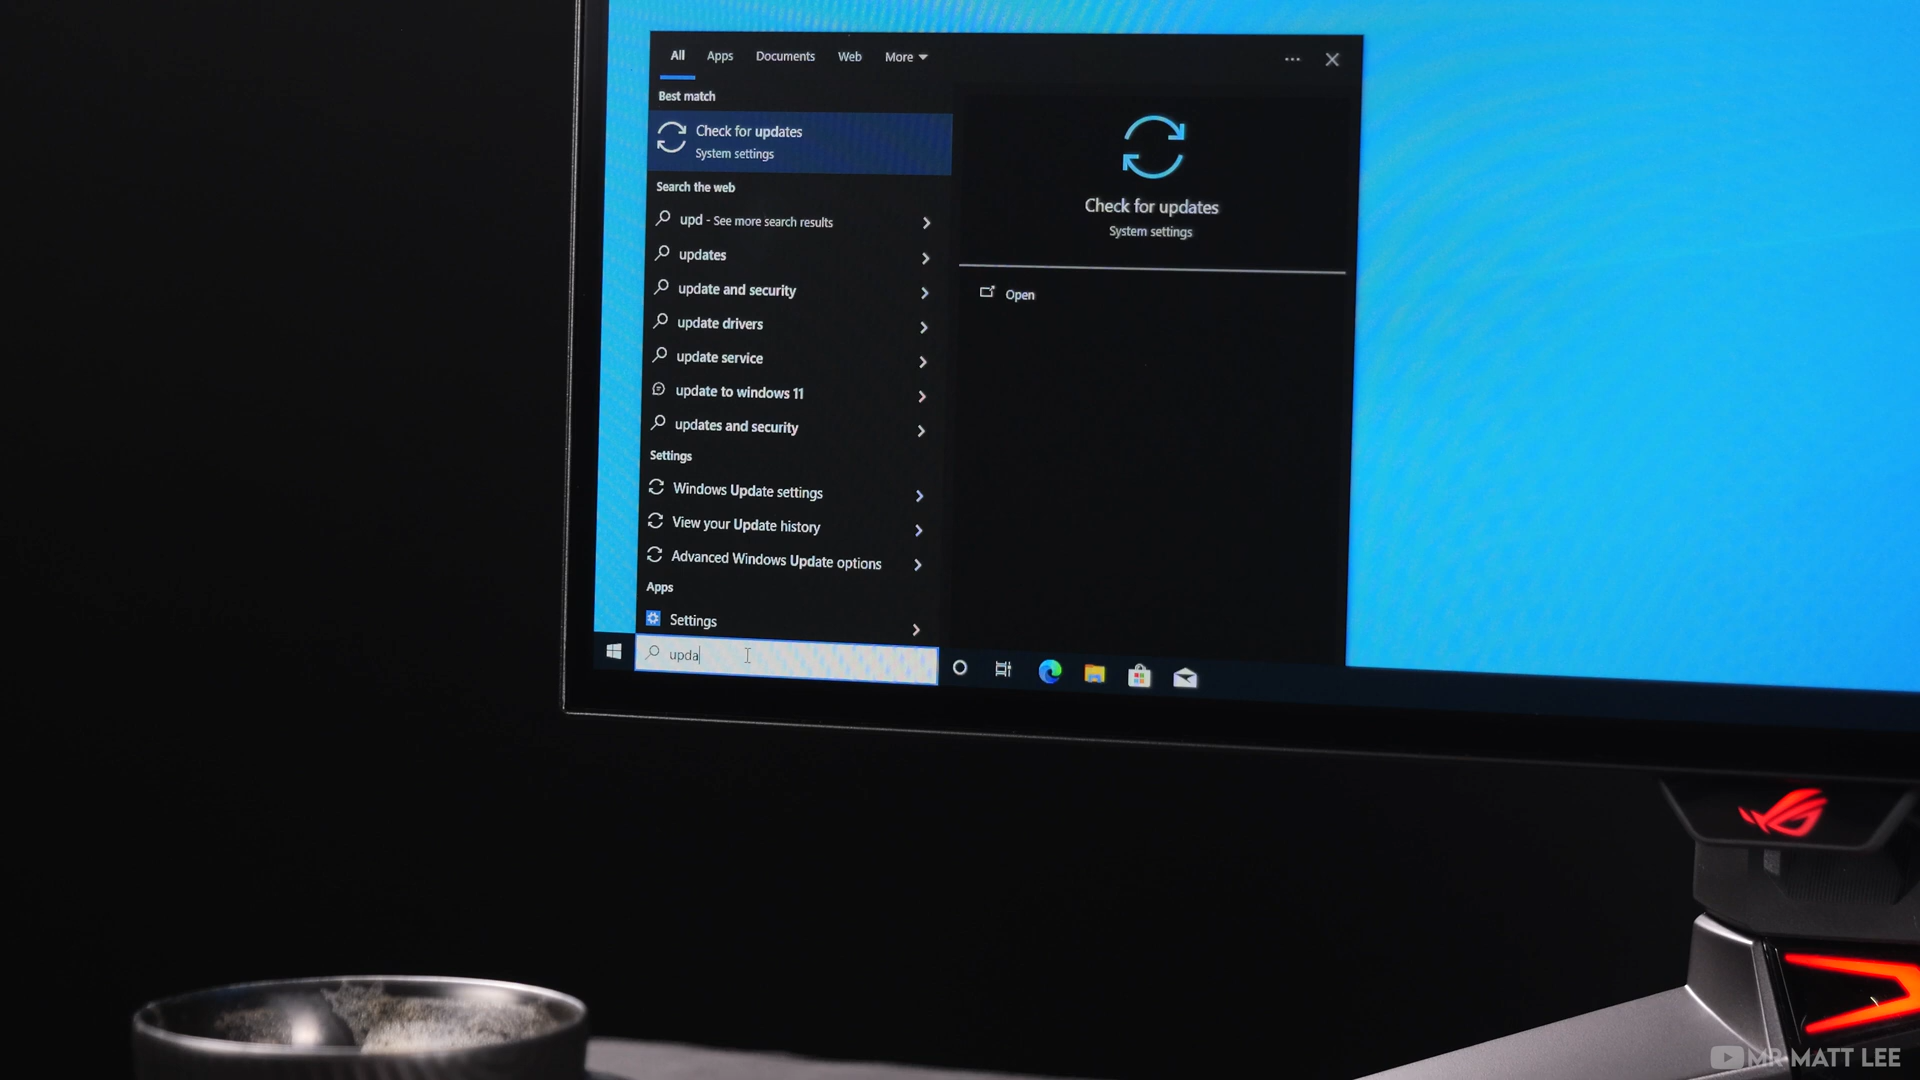 All Apps Documents Web More
Best match
Check for updates
System settings
Search the web
upd - See more search results
updates
update and security
update drivers
update service
update to windows 11
updates and security
Settings
Windows Update settings
View your Update history
Advanced Windows Update options
Apps
Settings
upda
Check for updates
System settings
Open
MR MATT LEE